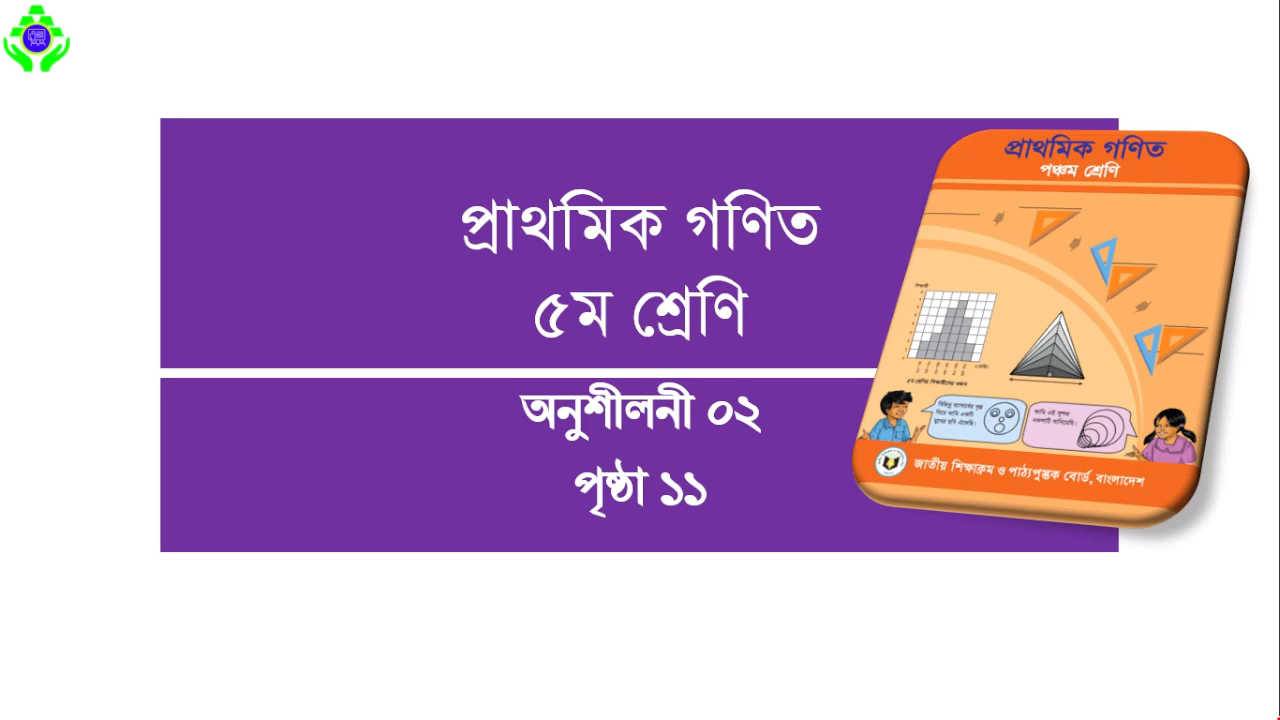 প্রাথমিক গণিত
৫ম শ্রেণি
অনুশীলনী ০২
পৃষ্ঠা ১১
প্রাথমিক গণিত
পঞ্চম শ্রেণি
জাতীয় শিক্ষাক্রম ও পাঠ্যপুস্তক বোর্ড, বাংলাদেশ